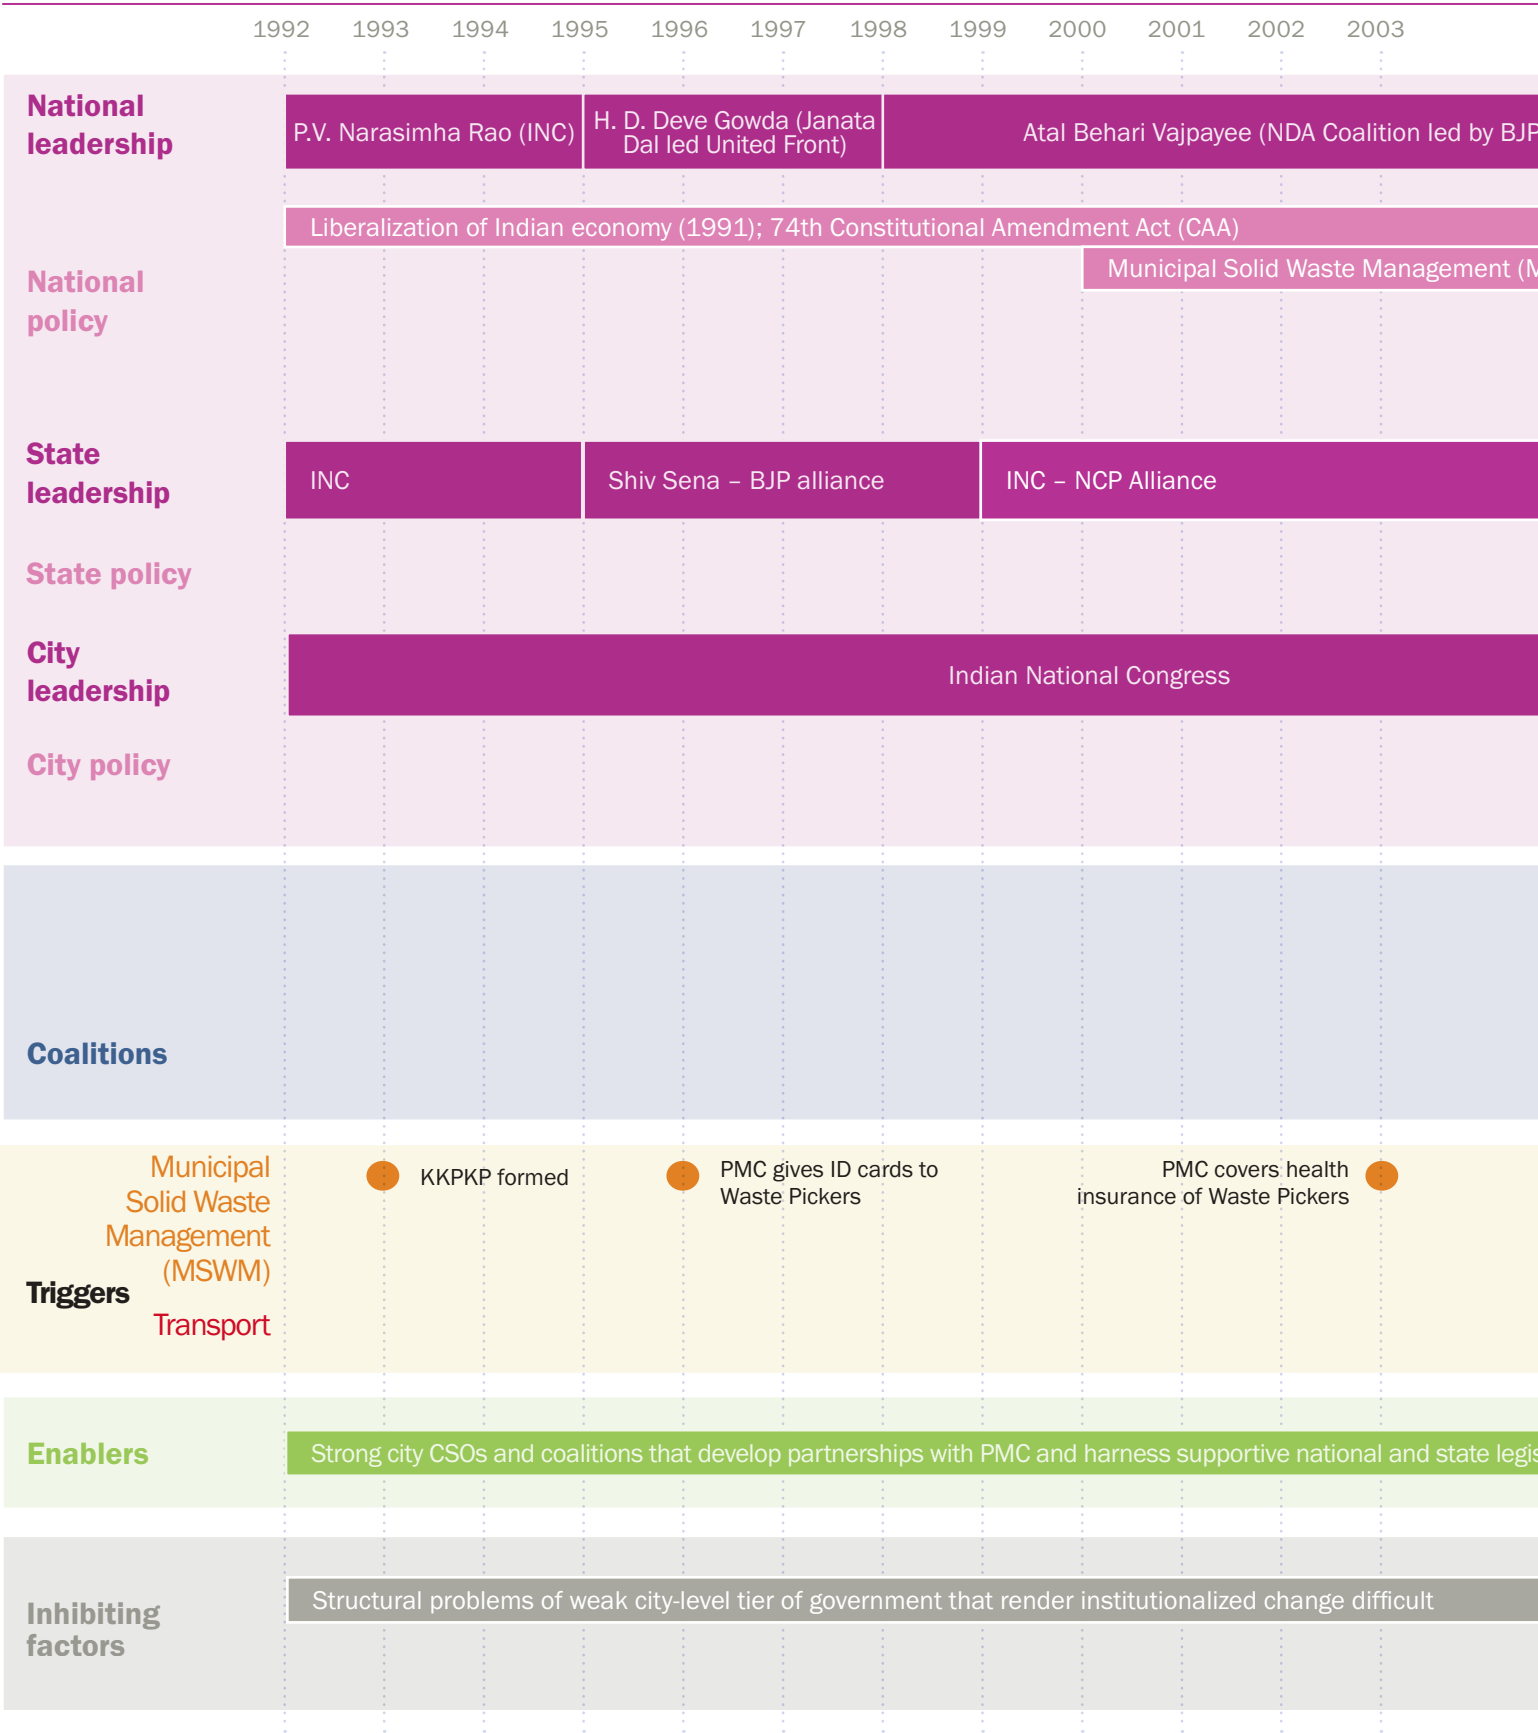 1992 1993 1994 1995 1996 1997 1998 1999 2000 2001 2002 2003
National
leadership
P.V. Narasimha Rao (INC)
H. D. Deve Gowda (Janata
Dal led United Front)
Atal Behari Vajpayee (NDA Coalition led by BJP
Liberalization of Indian economy (1991); 74th Constitutional Amendment Act (CAA)
Municipal Solid Waste Management (M
National
policy
State
leadership
INC
Shiv Sena – BJP alliance
INC – NCP Alliance
State policy
City
leadership
Indian National Congress
City policy
Coalitions
Municipal
Solid Waste
Management
(MSWM)
Triggers
Transport
KKPKP formed
PMC gives ID cards to
Waste Pickers
PMC covers health
insurance of Waste Pickers
Enablers
Strong city CSOs and coalitions that develop partnerships with PMC and harness supportive national and state legis
Inhibiting
factors
Structural problems of weak city-level tier of government that render institutionalized change difficult